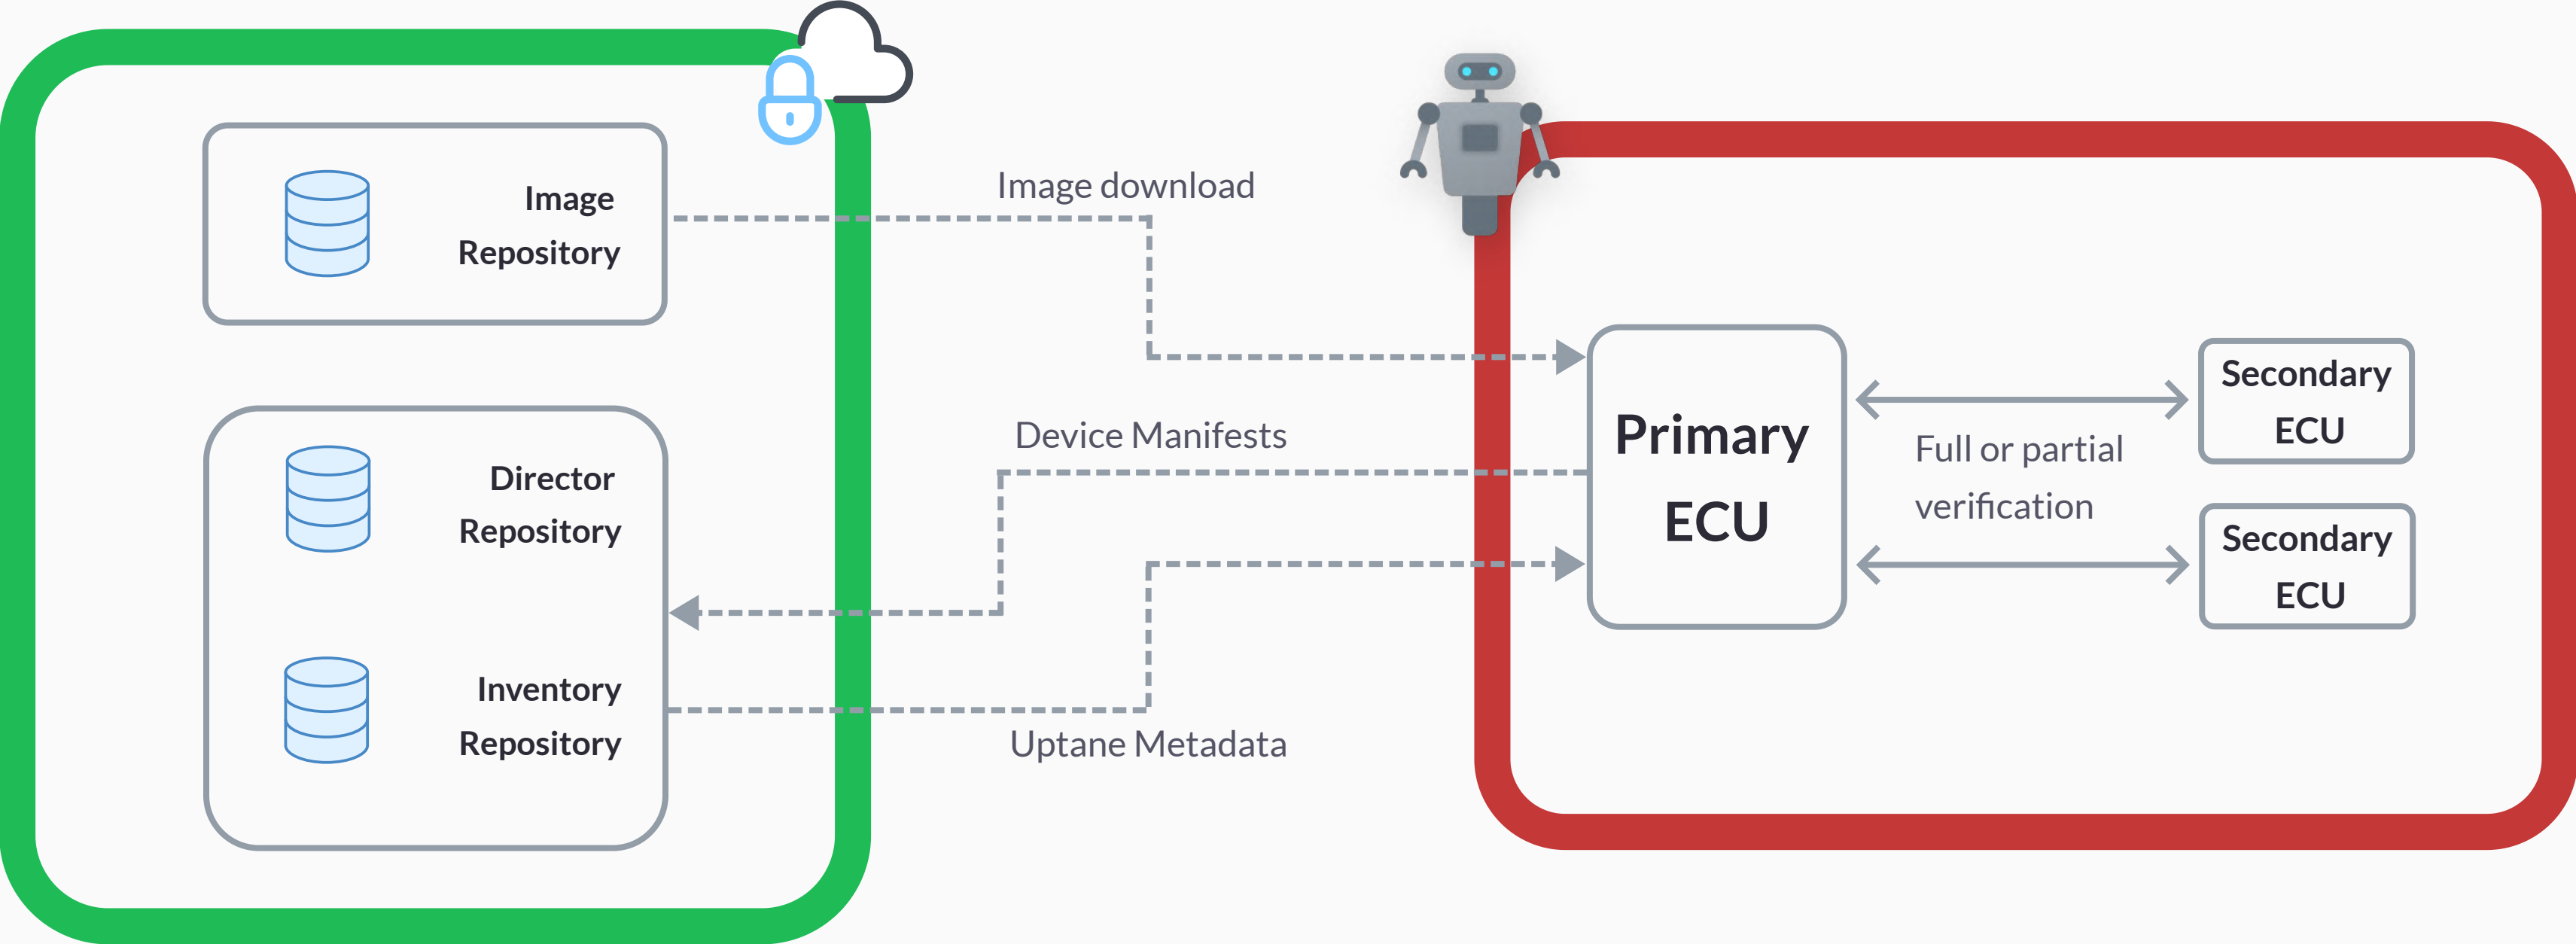 Image
Repository
Director
Repository
Inventory
Repository
Image download
Device Manifests
Uptane Metadata
Primary
ECU
Full or partial
verification
Secondary
ECU
Secondary
ECU